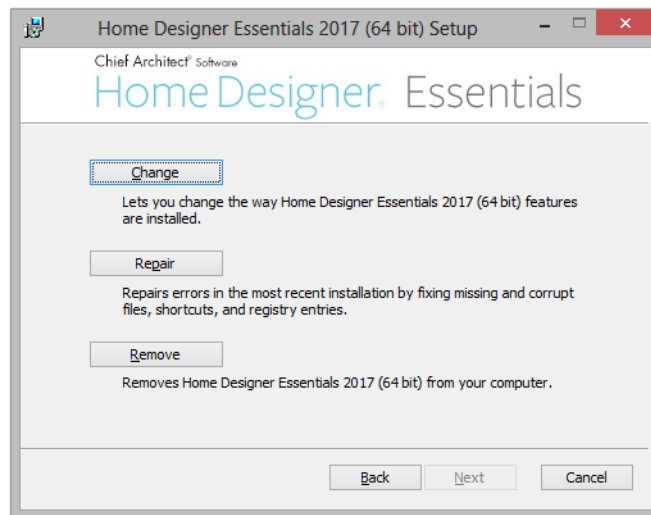 Home Designer Essentials 2017 (64 bit) Setup
Chief Architect® Software
Home Designer® Essentials
Change
Lets you change the way Home Designer Essentials 2017 (64 bit) features
are installed.
Repair
Repairs errors in the most recent installation by fixing missing and corrupt
files, shortcuts, and registry entries.
Remove
Removes Home Designer Essentials 2017 (64 bit) from your computer.
Back Next Cancel